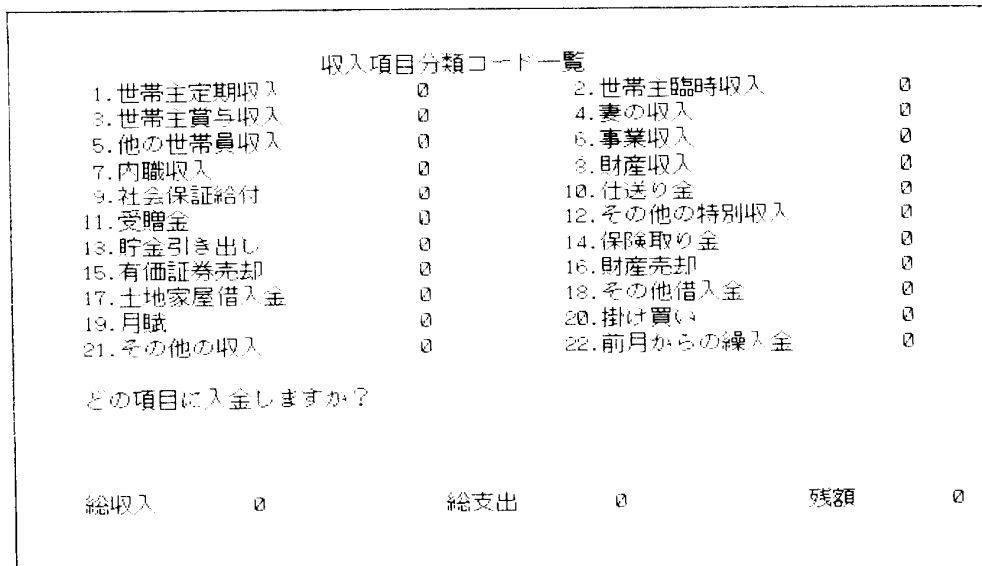 収入項目分類コード一覧
1.世帯主定期収入 0 2.世帯主臨時収入 0
3.世帯主賞与収入 0 4.妻の収入 0
5.他の世帯員収入 0 6.事業収入 0
7.内職収入 0 8.財産収入 0
9.社会保証給付 0 10.仕送り金 0
11.受贈金 0 12.その他の特別収入 0
13.貯金引き出し 0 14.保険取り金 0
15.有価証券売却 0 16.財産売却 0
17.土地家屋借入金 0 18.その他借入金 0
19.月賦 0 20.掛け買い 0
21.その他の収入 0 22.前月からの繰入金 0
どの項目に入金しますか?
総収入 0 総支出 0 残額 0